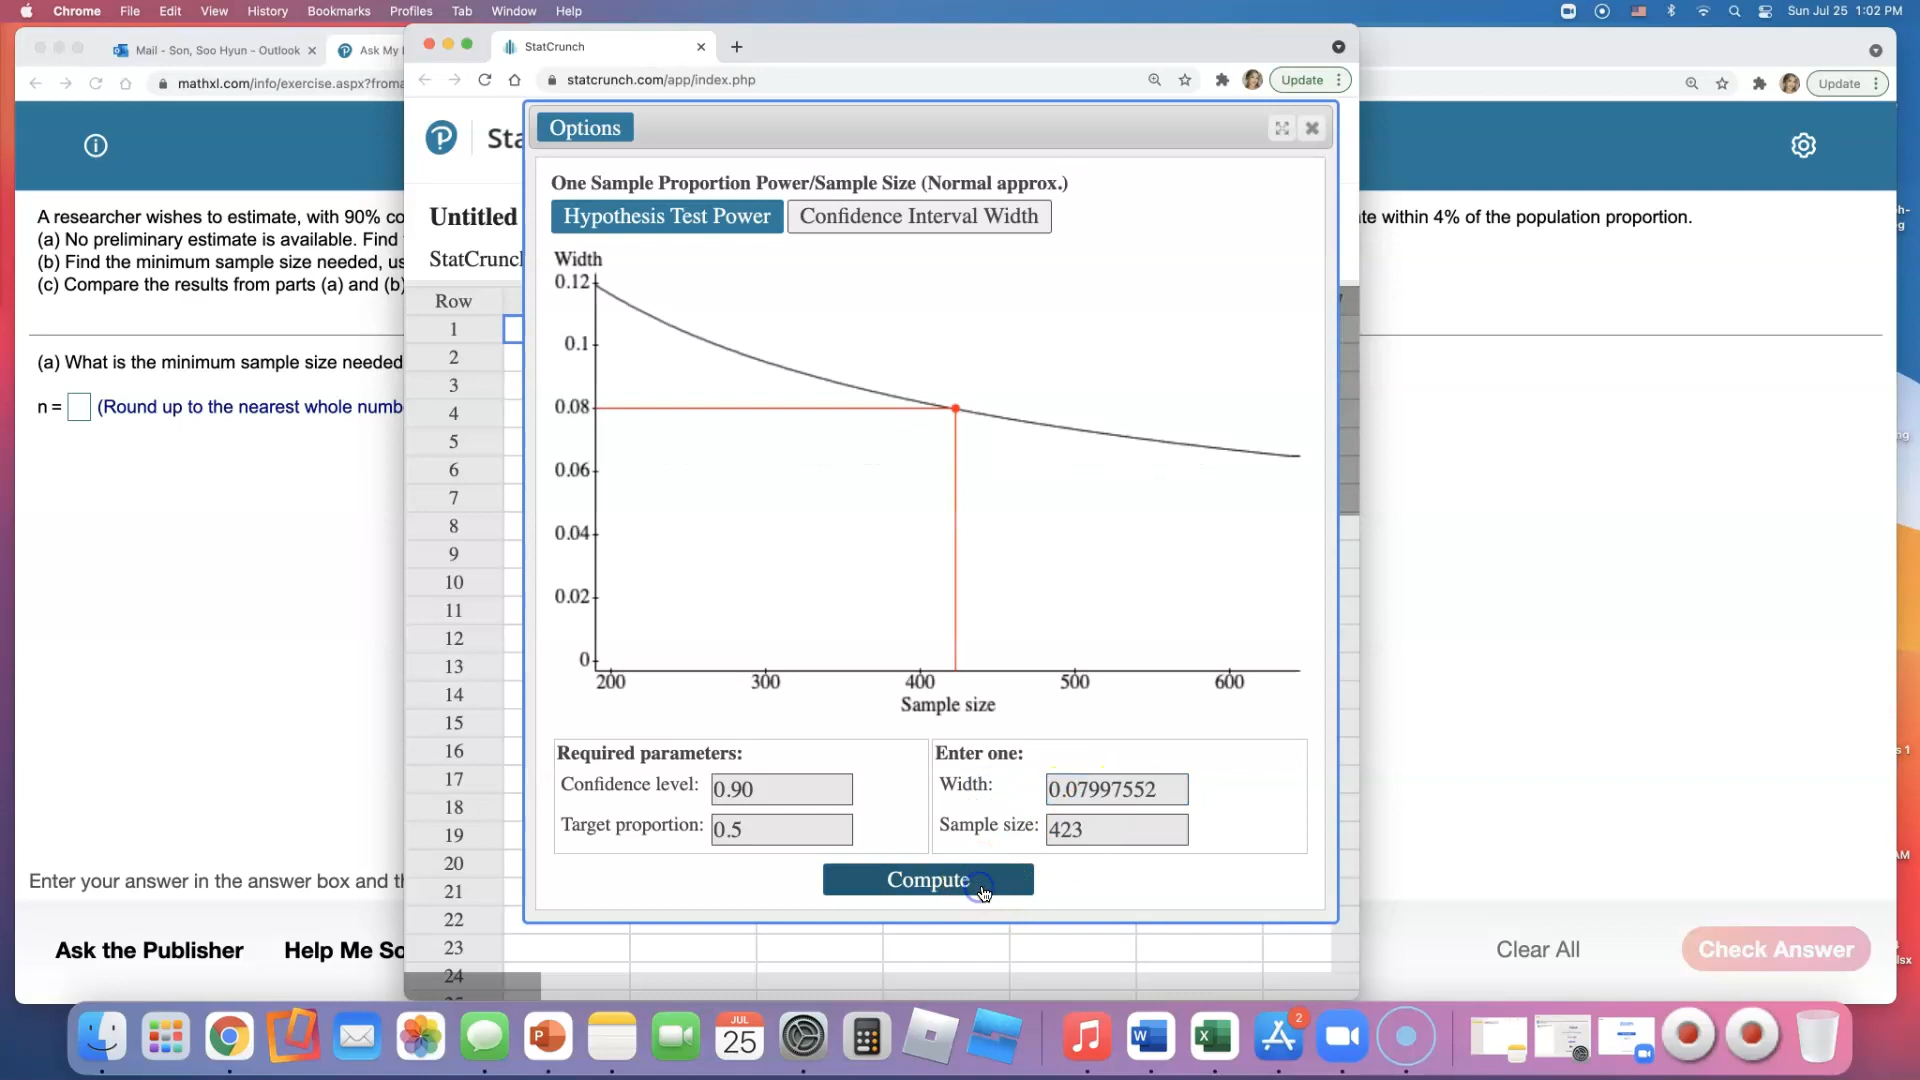 Chrome File Edit View History Bookmarks Profiles Tab Window Help Sun Jul 25 1:02 PM
Mail - Son, Soo Hyun - Outlook
Ask My
StatCrunch
mathxl.com/info/exercise.aspx?froma
statcrunch.com/app/index.php
Update
Update
Options
A researcher wishes to estimate, with 90% co
(a) No preliminary estimate is available. Find
(b) Find the minimum sample size needed, us
(c) Compare the results from parts (a) and (b)
te within 4% of the population proportion.
(a) What is the minimum sample size needed
n =
(Round up to the nearest whole numb
Enter your answer in the answer box and th
Ask the Publisher
Help Me So
Clear All
Check Answer
Sta
Untitled
StatCrunch
Row
1
2
3
4
5
6
7
8
9
10
11
12
13
14
15
16
17
18
19
20
21
22
23
24
One Sample Proportion Power/Sample Size (Normal approx.)
Hypothesis Test Power
Confidence Interval Width
Width
0.12
0.1
0.08
0.06
0.04
0.02
0
200 300 400 500 600
Sample size
Required parameters:
Confidence level: 0.90
Target proportion: 0.5
Enter one:
Width: 0.07997552
Sample size: 423
Compute
JUL
25
2